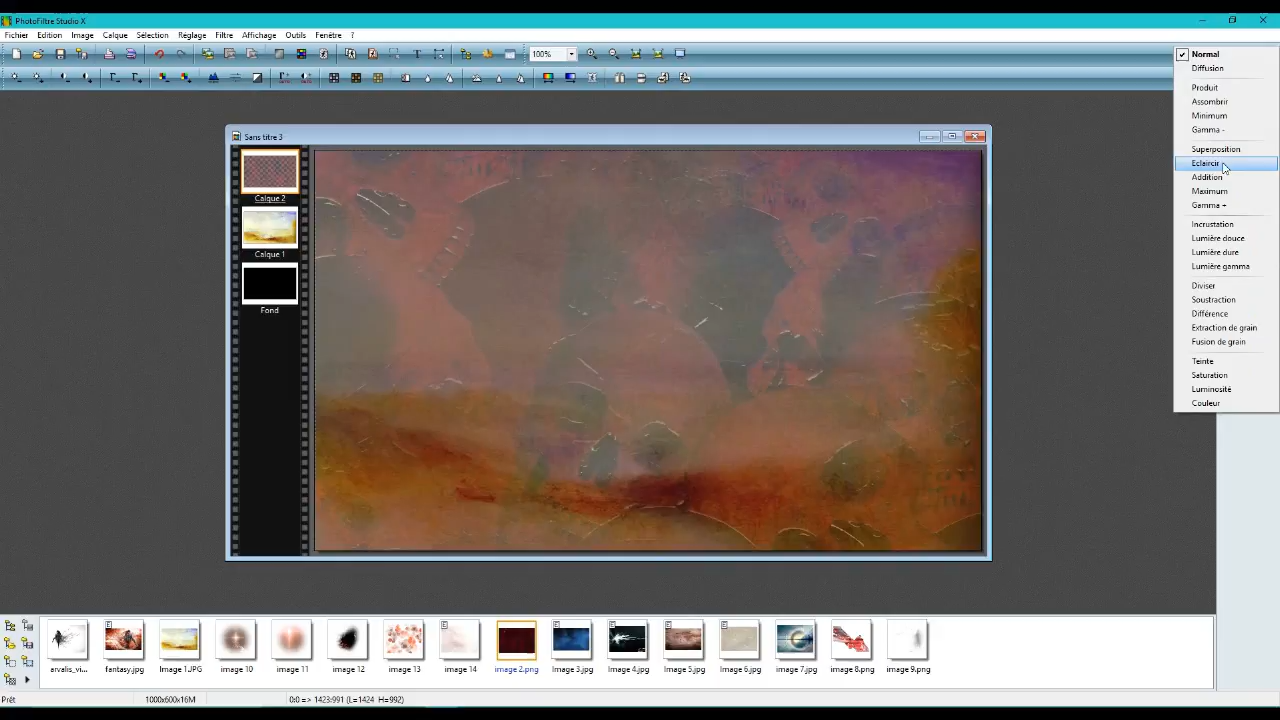 PhotoFiltre Studio X
Fichier Edition Image Calque Sélection Réglage Filtre Affichage Outils Fenêtre ?
100%
Normal
Diffusion
Produit
Assombrir
Minimum
Gamma -
Superposition
Eclaircir
Addition
Maximum
Gamma +
Incrustation
Lumière douce
Lumière dure
Lumière gamma
Diviser
Soustraction
Différence
Extraction de grain
Fusion de grain
Teinte
Saturation
Luminosité
Couleur
Sans titre 3
Calque 2
Calque 1
Fond
arvalis_vi... fantasy.jpg Image 1.JPG image 10 image 11 image 12 image 13 image 14 image 2.png Image 3.jpg Image 4.jpg Image 5.jpg Image 6.jpg image 7.jpg image 8.png image 9.png
Prêt 1000x600x16M 0:0 => 1423:991 (L=1424 H=992)